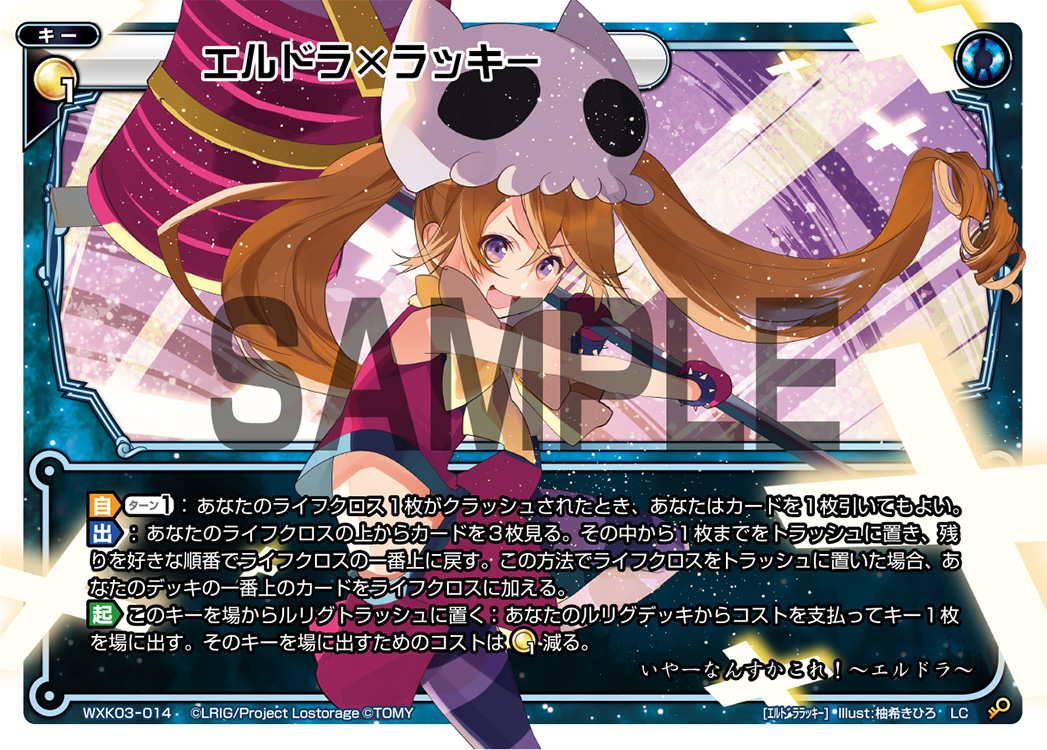 キー
エルドラ×ラッキー
1
SAMPLE
自 ターン1 ：あなたのライフクロス１枚がクラッシュされたとき、あなたはカードを１枚引いてもよい。
出 ：あなたのライフクロスの上からカードを３枚見る。その中から１枚までをトラッシュに置き、残
りを好きな順番でライフクロスの一番上に戻す。この方法でライフクロスをトラッシュに置いた場合、あ
なたのデッキの一番上のカードをライフクロスに加える。
起 このキーを場からルリグトラッシュに置く：あなたのルリグデッキからコストを支払ってキー１枚
を場に出す。そのキーを場に出すためのコストは 1 減る。
いやーなんすかこれ！～エルドラ～
WXK03-014 ©LRIG/Project Lostorage ©TOMY [ｴﾙﾄﾞﾗﾗｯｷｰ] Illust:柚希きひろ LC